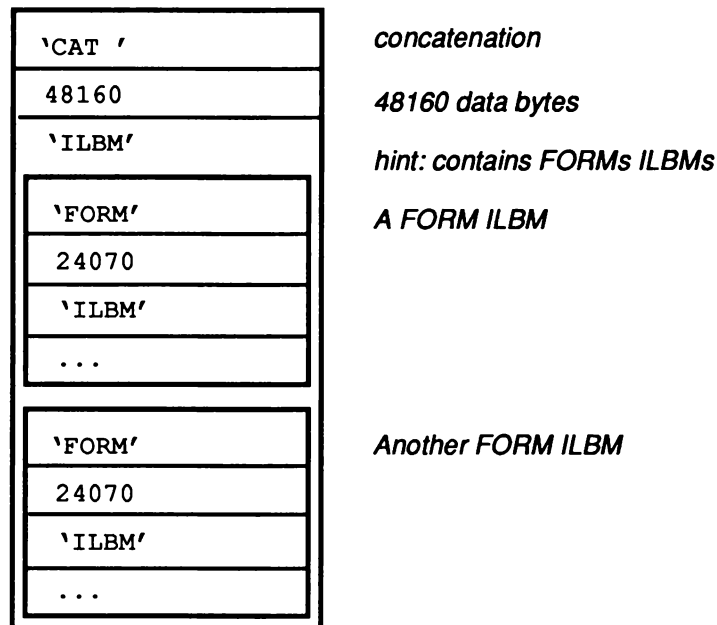 ‘CAT ’ concatenation
48160 48160 data bytes
‘ILBM’ hint: contains FORMs ILBMs
‘FORM’ A FORM ILBM
24070
‘ILBM’
. . .
‘FORM’ Another FORM ILBM
24070
‘ILBM’
. . .